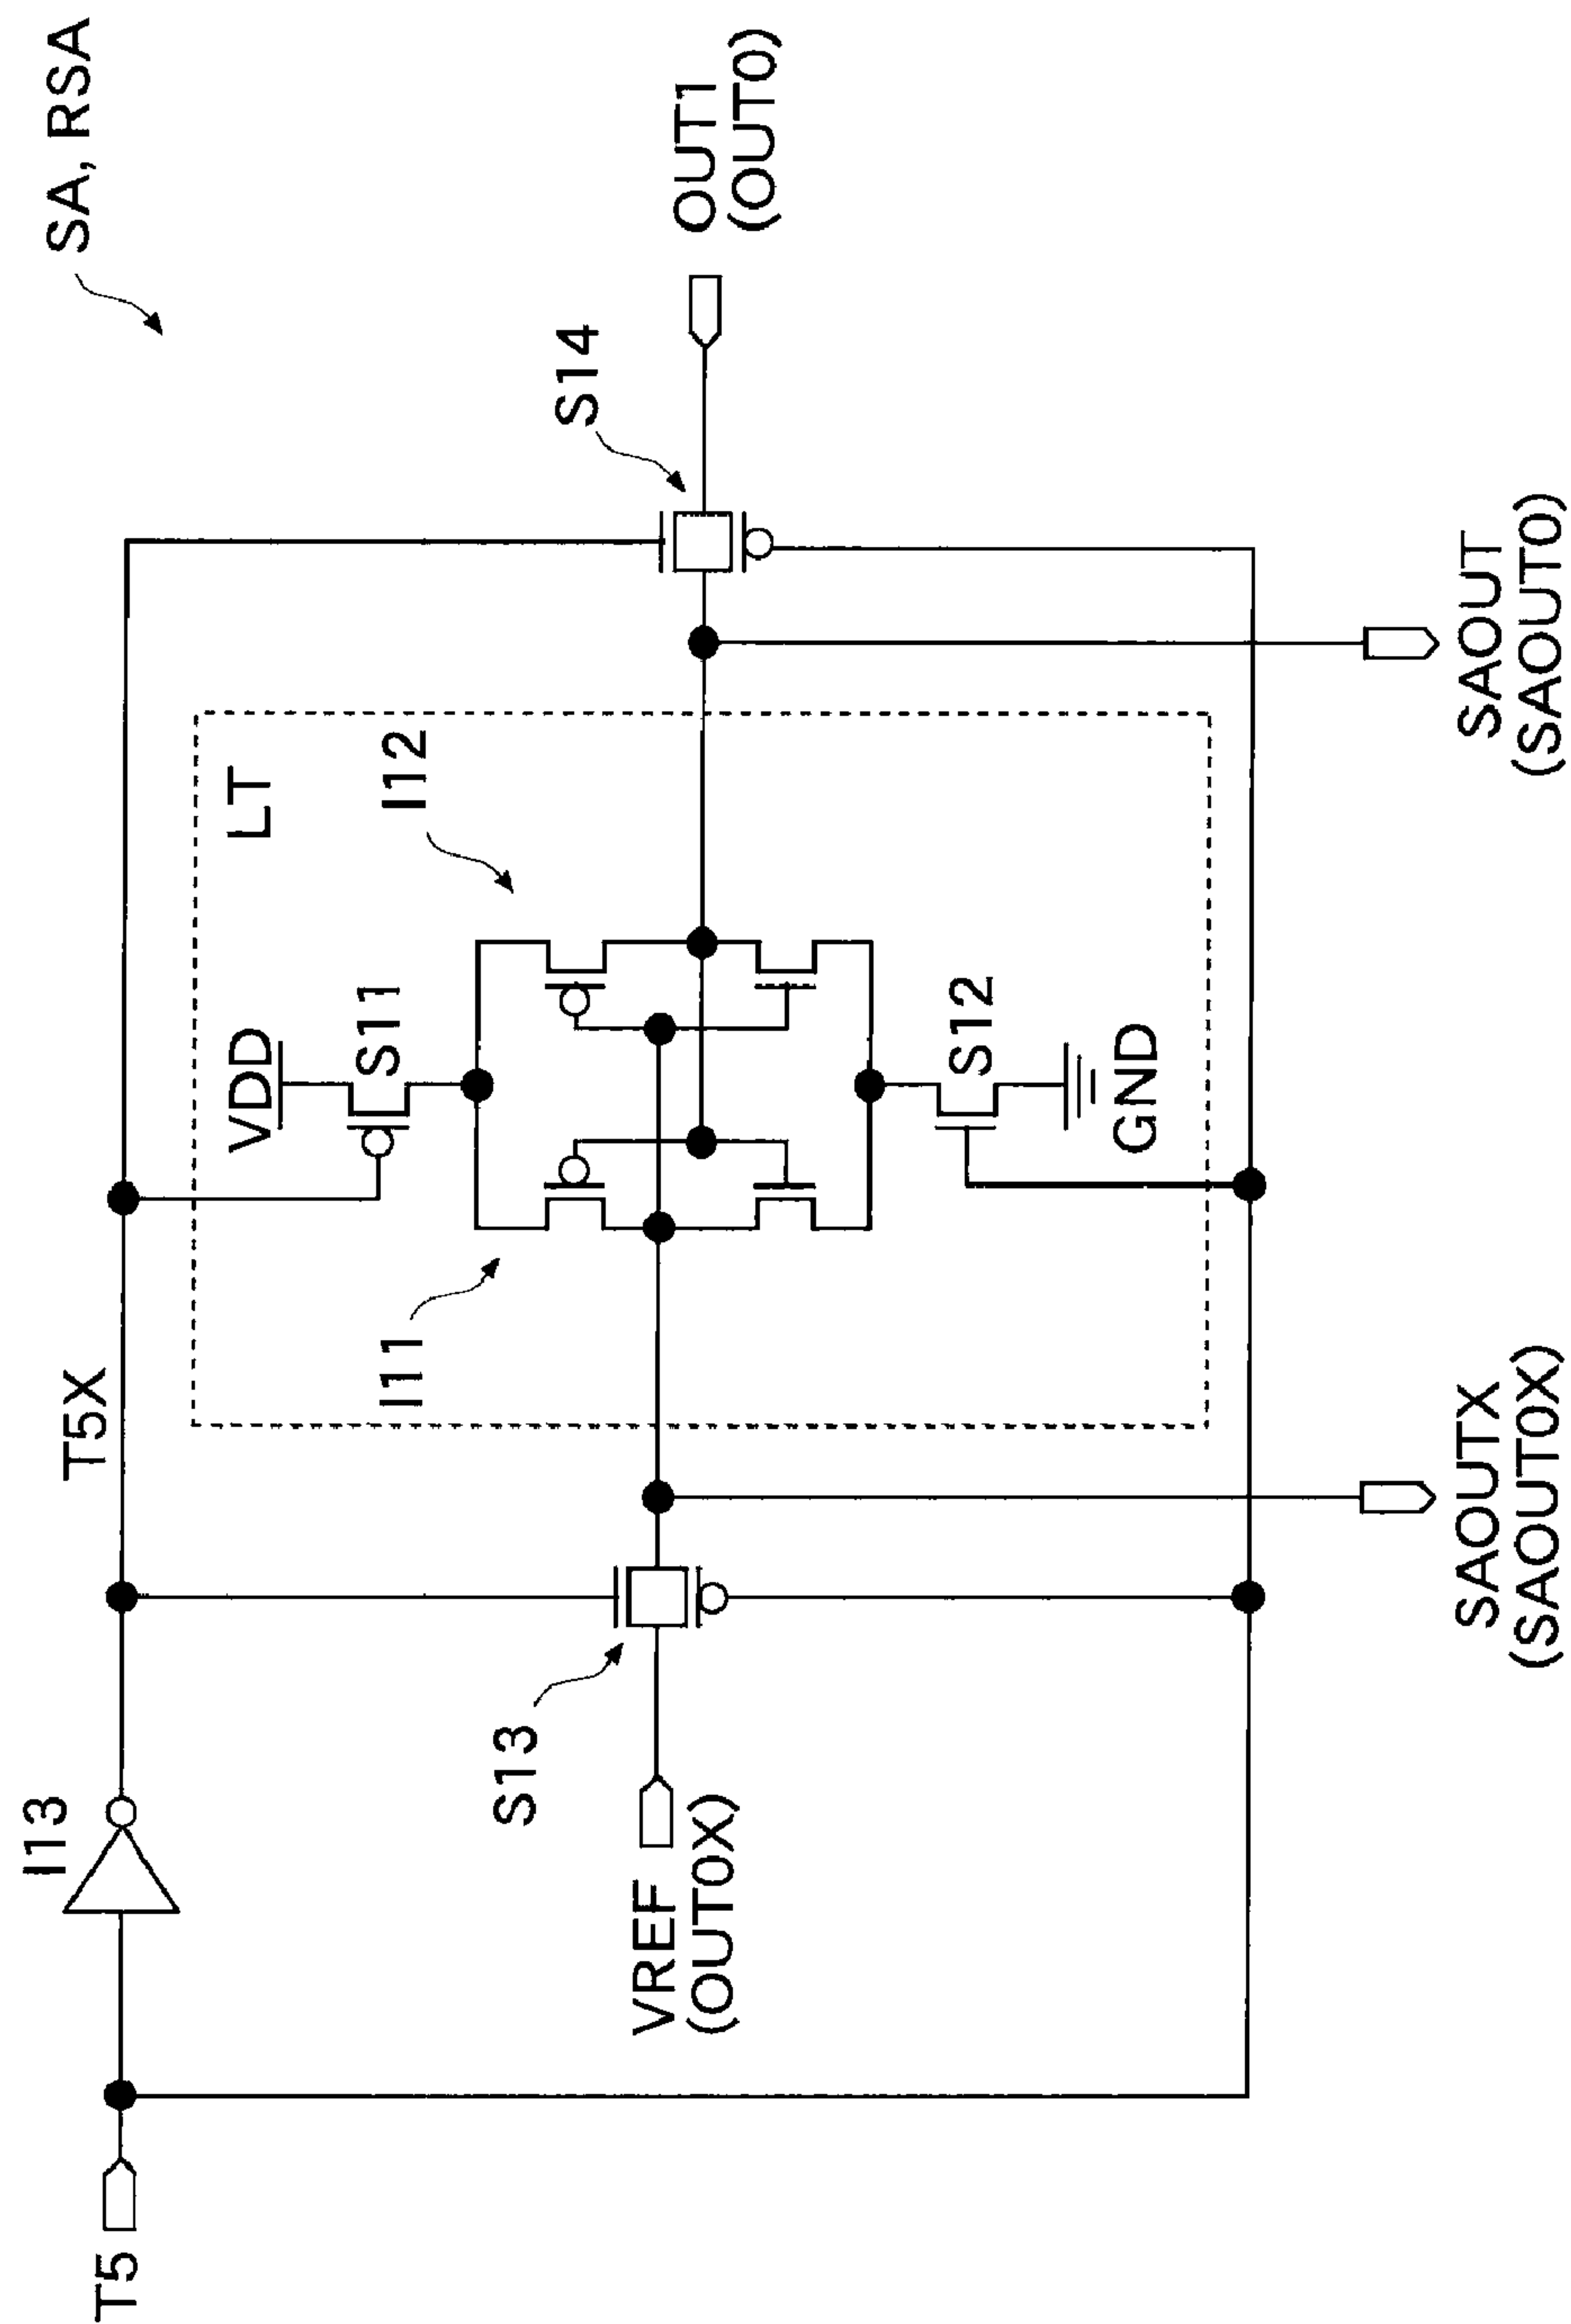 SA, RSA
T5
I13
T5X
LT
VDD
S11
I11
I12
S12
GND
S13
S14
VREF
(OUT0X)
OUT1
(OUT0)
SAOUTX
(SAOUT0X)
SAOUT
(SAOUT0)